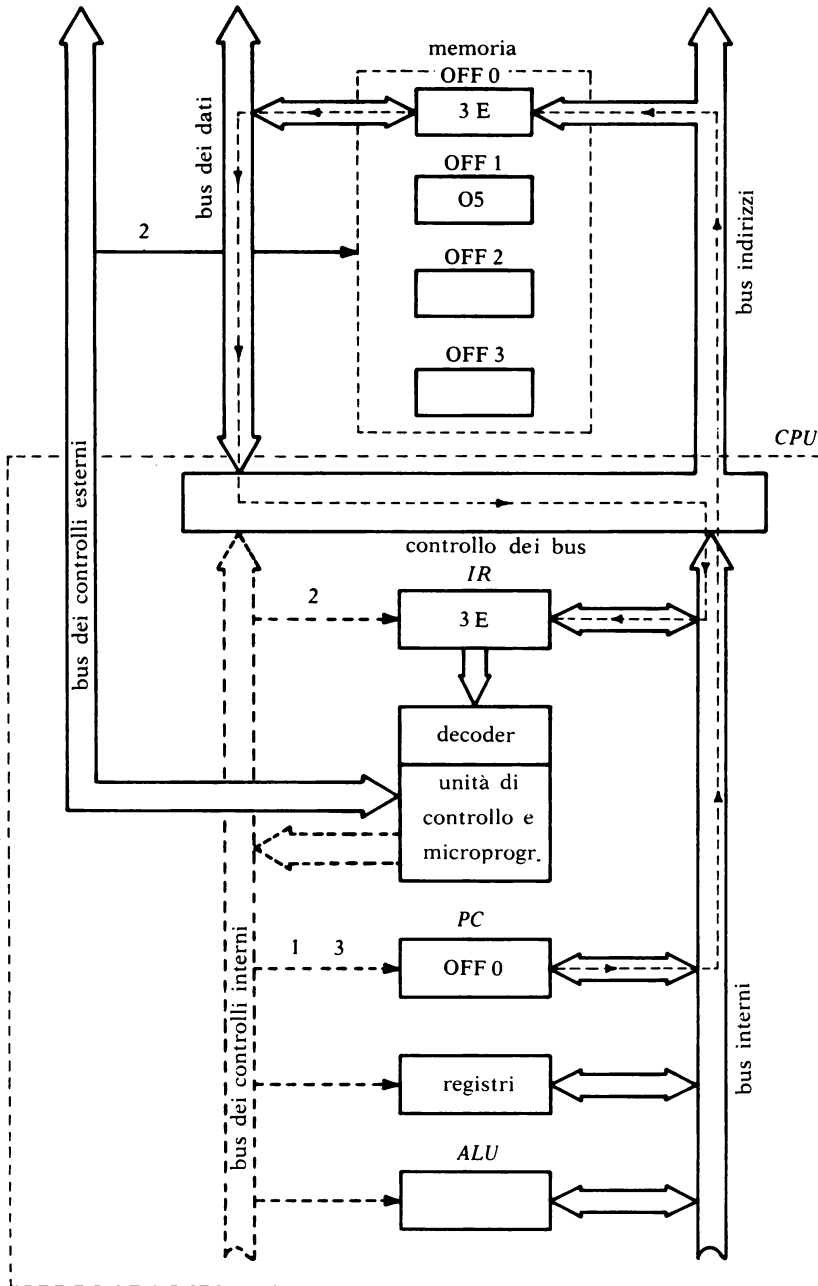 memoria
OFF 0
3 E
OFF 1
O5
OFF 2
OFF 3
bus dei dati
2
bus indirizzi
CPU
bus dei controlli esterni
controllo dei bus
IR
2
3 E
decoder
unità di
controllo e
microprogr.
PC
1 3
OFF 0
bus dei controlli interni
registri
bus interni
ALU